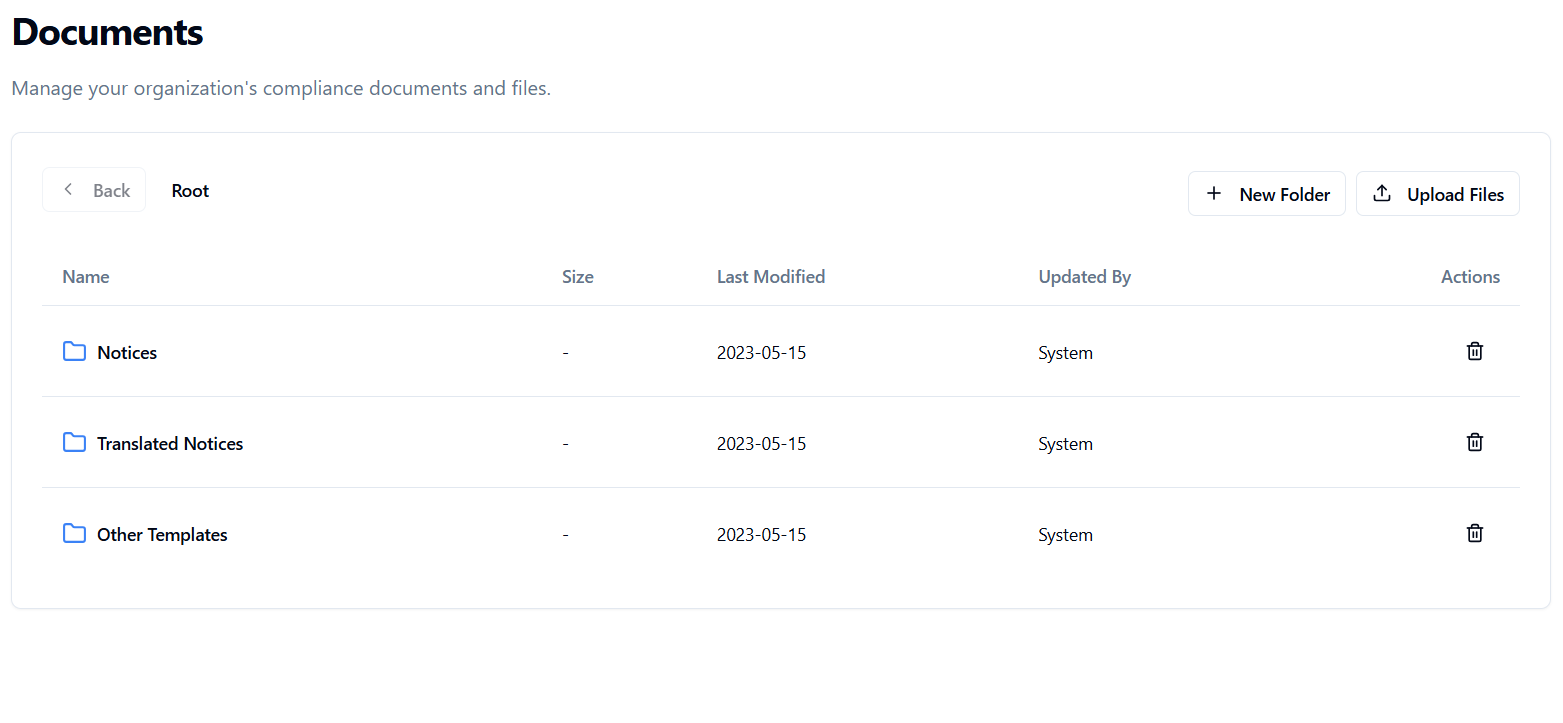 Documents
Manage your organization's compliance documents and files.
Back Root New Folder Upload Files
Name Size Last Modified Updated By Actions
Notices - 2023-05-15 System
Translated Notices - 2023-05-15 System
Other Templates - 2023-05-15 System